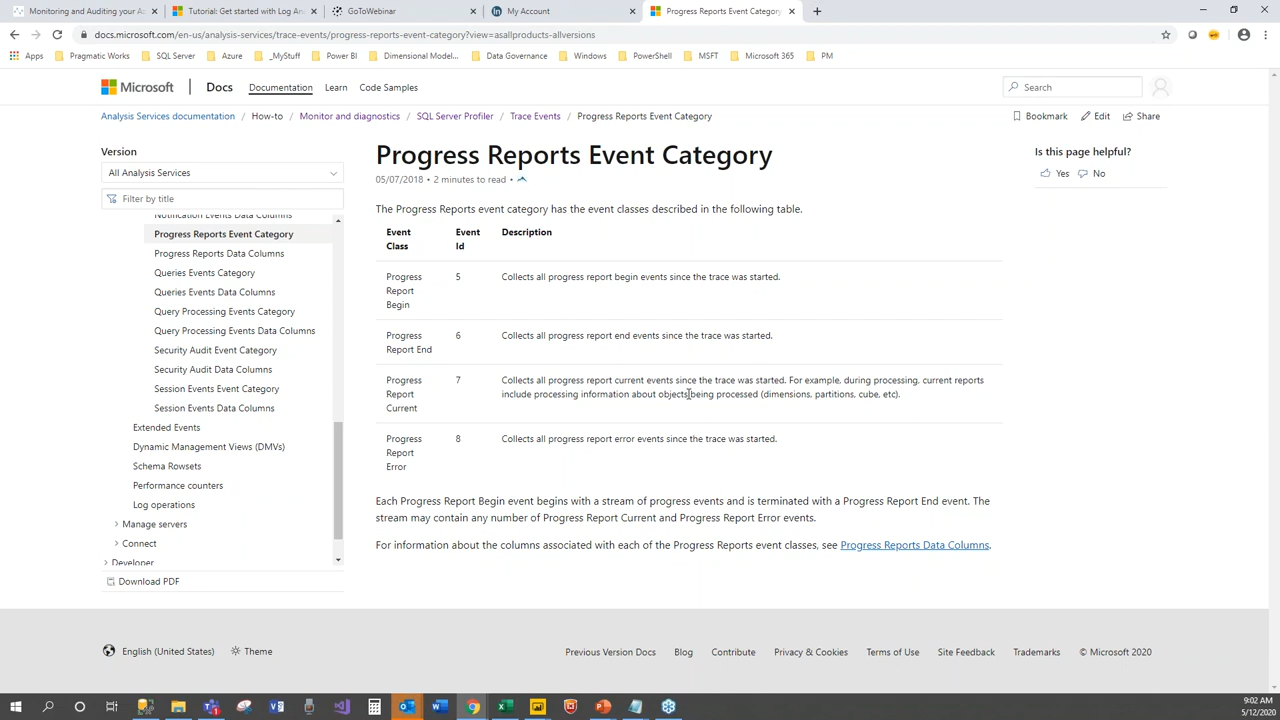 Monitoring and Auditing your A
Tutorial: Get started with Log An
GoToWebinar
My Account
Progress Reports Event Category
docs.microsoft.com/en-us/analysis-services/trace-events/progress-reports-event-category?view=asallproducts-allversions
Apps Pragmatic Works SQL Server Azure _MyStuff Power BI Dimensional Model... Data Governance Windows PowerShell MSFT Microsoft 365 PM
Microsoft Docs Documentation Learn Code Samples Search
Analysis Services documentation / How-to / Monitor and diagnostics / SQL Server Profiler / Trace Events / Progress Reports Event Category Bookmark Edit Share
Version
All Analysis Services
Filter by title
Notification Events Data Columns
Progress Reports Event Category
Progress Reports Data Columns
Queries Events Category
Queries Events Data Columns
Query Processing Events Category
Query Processing Events Data Columns
Security Audit Event Category
Security Audit Data Columns
Session Events Event Category
Session Events Data Columns
Extended Events
Dynamic Management Views (DMVs)
Schema Rowsets
Performance counters
Log operations
Manage servers
Connect
Developer
Download PDF
Progress Reports Event Category
05/07/2018 • 2 minutes to read •
The Progress Reports event category has the event classes described in the following table.
Event Event Description
Class Id
Progress 5 Collects all progress report begin events since the trace was started.
Report
Begin
Progress 6 Collects all progress report end events since the trace was started.
Report End
Progress 7 Collects all progress report current events since the trace was started. For example, during processing, current reports
Report include processing information about objects being processed (dimensions, partitions, cube, etc).
Current
Progress 8 Collects all progress report error events since the trace was started.
Report
Error
Each Progress Report Begin event begins with a stream of progress events and is terminated with a Progress Report End event. The
stream may contain any number of Progress Report Current and Progress Report Error events.
For information about the columns associated with each of the Progress Reports event classes, see Progress Reports Data Columns.
Is this page helpful?
Yes No
English (United States) Theme Previous Version Docs Blog Contribute Privacy & Cookies Terms of Use Site Feedback Trademarks © Microsoft 2020
9:02 AM
5/12/2020